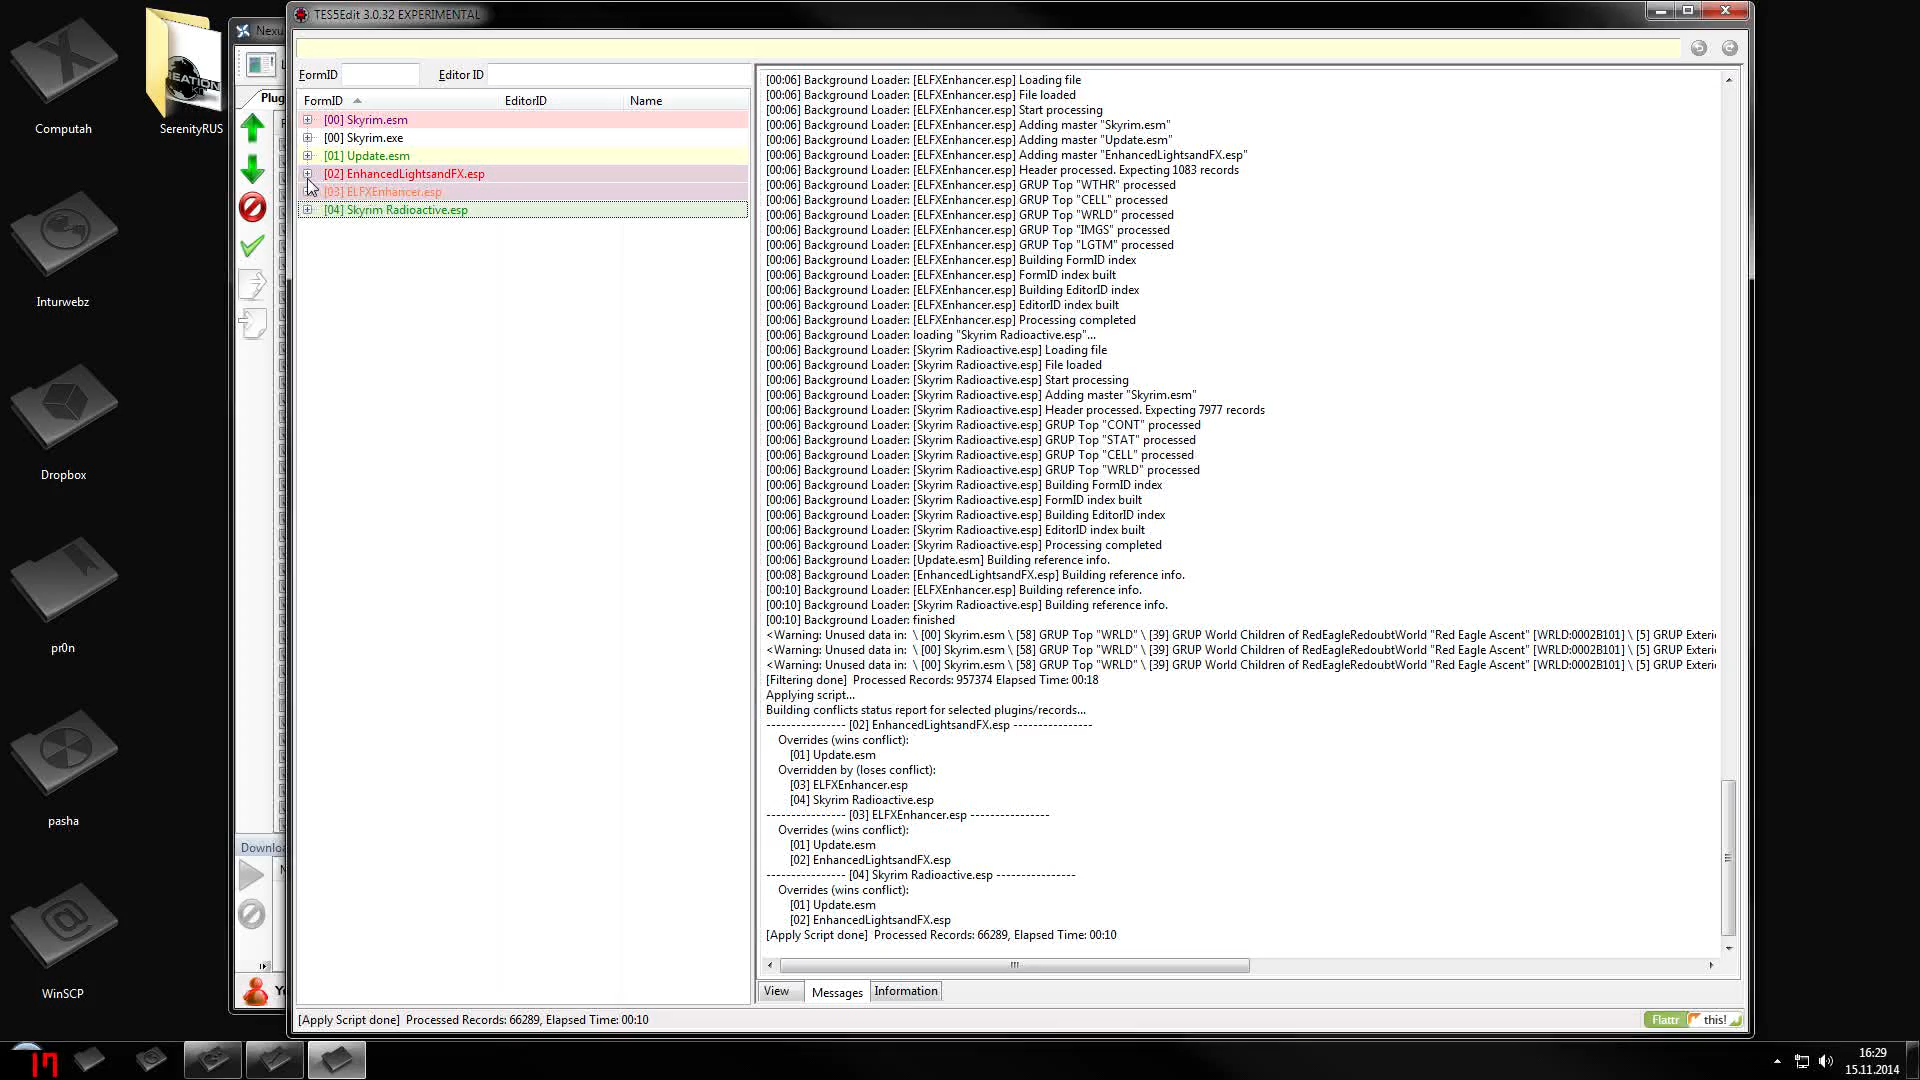 TES5Edit 3.0.32 EXPERIMENTAL
Computah
SerenityRUS
Inturwebz
Dropbox
pr0n
pasha
WinSCP
Nexu
Plug
Downlo
FormID
Editor ID
FormID
EditorID
Name
[00] Skyrim.esm
[00] Skyrim.exe
[01] Update.esm
[02] EnhancedLightsandFX.esp
[03] ELFXEnhancer.esp
[04] Skyrim Radioactive.esp
[00:06] Background Loader: [ELFXEnhancer.esp] Loading file
[00:06] Background Loader: [ELFXEnhancer.esp] File loaded
[00:06] Background Loader: [ELFXEnhancer.esp] Start processing
[00:06] Background Loader: [ELFXEnhancer.esp] Adding master "Skyrim.esm"
[00:06] Background Loader: [ELFXEnhancer.esp] Adding master "Update.esm"
[00:06] Background Loader: [ELFXEnhancer.esp] Adding master "EnhancedLightsandFX.esp"
[00:06] Background Loader: [ELFXEnhancer.esp] Header processed. Expecting 1083 records
[00:06] Background Loader: [ELFXEnhancer.esp] GRUP Top "WTHR" processed
[00:06] Background Loader: [ELFXEnhancer.esp] GRUP Top "CELL" processed
[00:06] Background Loader: [ELFXEnhancer.esp] GRUP Top "WRLD" processed
[00:06] Background Loader: [ELFXEnhancer.esp] GRUP Top "IMGS" processed
[00:06] Background Loader: [ELFXEnhancer.esp] GRUP Top "LGTM" processed
[00:06] Background Loader: [ELFXEnhancer.esp] Building FormID index
[00:06] Background Loader: [ELFXEnhancer.esp] FormID index built
[00:06] Background Loader: [ELFXEnhancer.esp] Building EditorID index
[00:06] Background Loader: [ELFXEnhancer.esp] EditorID index built
[00:06] Background Loader: [ELFXEnhancer.esp] Processing completed
[00:06] Background Loader: loading "Skyrim Radioactive.esp"...
[00:06] Background Loader: [Skyrim Radioactive.esp] Loading file
[00:06] Background Loader: [Skyrim Radioactive.esp] File loaded
[00:06] Background Loader: [Skyrim Radioactive.esp] Start processing
[00:06] Background Loader: [Skyrim Radioactive.esp] Adding master "Skyrim.esm"
[00:06] Background Loader: [Skyrim Radioactive.esp] Header processed. Expecting 7977 records
[00:06] Background Loader: [Skyrim Radioactive.esp] GRUP Top "CONT" processed
[00:06] Background Loader: [Skyrim Radioactive.esp] GRUP Top "STAT" processed
[00:06] Background Loader: [Skyrim Radioactive.esp] GRUP Top "CELL" processed
[00:06] Background Loader: [Skyrim Radioactive.esp] GRUP Top "WRLD" processed
[00:06] Background Loader: [Skyrim Radioactive.esp] Building FormID index
[00:06] Background Loader: [Skyrim Radioactive.esp] FormID index built
[00:06] Background Loader: [Skyrim Radioactive.esp] Building EditorID index
[00:06] Background Loader: [Skyrim Radioactive.esp] EditorID index built
[00:06] Background Loader: [Skyrim Radioactive.esp] Processing completed
[00:06] Background Loader: [Update.esm] Building reference info.
[00:08] Background Loader: [EnhancedLightsandFX.esp] Building reference info.
[00:10] Background Loader: [ELFXEnhancer.esp] Building reference info.
[00:10] Background Loader: [Skyrim Radioactive.esp] Building reference info.
[00:10] Background Loader: finished
<Warning: Unused data in: \ [00] Skyrim.esm \ [58] GRUP Top "WRLD" \ [39] GRUP World Children of RedEagleRedoubtWorld "Red Eagle Ascent" [WRLD:0002B101] \ [5] GRUP Exterio
<Warning: Unused data in: \ [00] Skyrim.esm \ [58] GRUP Top "WRLD" \ [39] GRUP World Children of RedEagleRedoubtWorld "Red Eagle Ascent" [WRLD:0002B101] \ [5] GRUP Exterio
<Warning: Unused data in: \ [00] Skyrim.esm \ [58] GRUP Top "WRLD" \ [39] GRUP World Children of RedEagleRedoubtWorld "Red Eagle Ascent" [WRLD:0002B101] \ [5] GRUP Exterio
[Filtering done] Processed Records: 957374 Elapsed Time: 00:18
Applying script...
Building conflicts status report for selected plugins/records...
---------------- [02] EnhancedLightsandFX.esp ----------------
Overrides (wins conflict):
[01] Update.esm
Overridden by (loses conflict):
[03] ELFXEnhancer.esp
[04] Skyrim Radioactive.esp
---------------- [03] ELFXEnhancer.esp ----------------
Overrides (wins conflict):
[01] Update.esm
[02] EnhancedLightsandFX.esp
---------------- [04] Skyrim Radioactive.esp ----------------
Overrides (wins conflict):
[01] Update.esm
[02] EnhancedLightsandFX.esp
[Apply Script done] Processed Records: 66289, Elapsed Time: 00:10
View
Messages
Information
[Apply Script done] Processed Records: 66289, Elapsed Time: 00:10
Flattr this!
16:29
15.11.2014